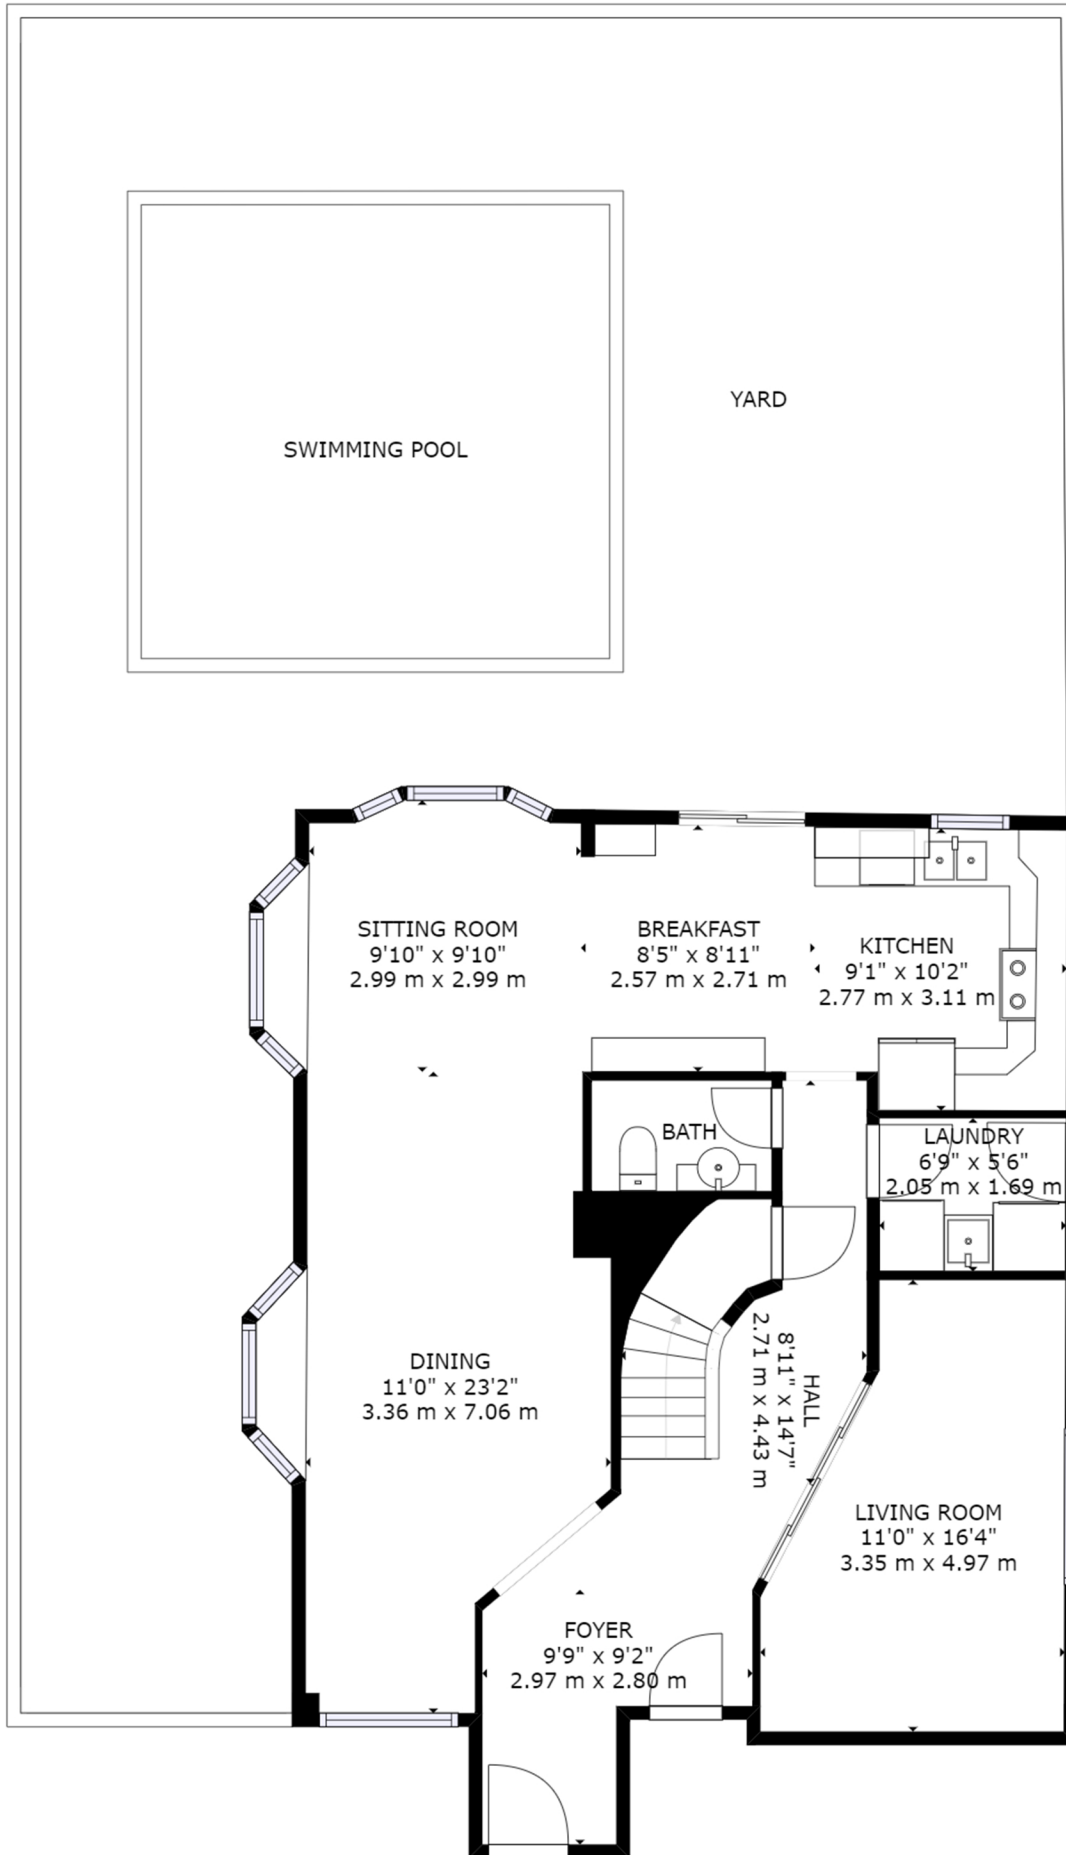 YARD
SWIMMING POOL
SITTING ROOM
9'10" x 9'10"
2.99 m x 2.99 m
BREAKFAST
8'5" x 8'11"
2.57 m x 2.71 m
KITCHEN
9'1" x 10'2"
2.77 m x 3.11 m
BATH
LAUNDRY
6'9" x 5'6"
2.05 m x 1.69 m
DINING
11'0" x 23'2"
3.36 m x 7.06 m
HALL
8'11" x 14'7"
2.71 m x 4.43 m
LIVING ROOM
11'0" x 16'4"
3.35 m x 4.97 m
FOYER
9'9" x 9'2"
2.97 m x 2.80 m